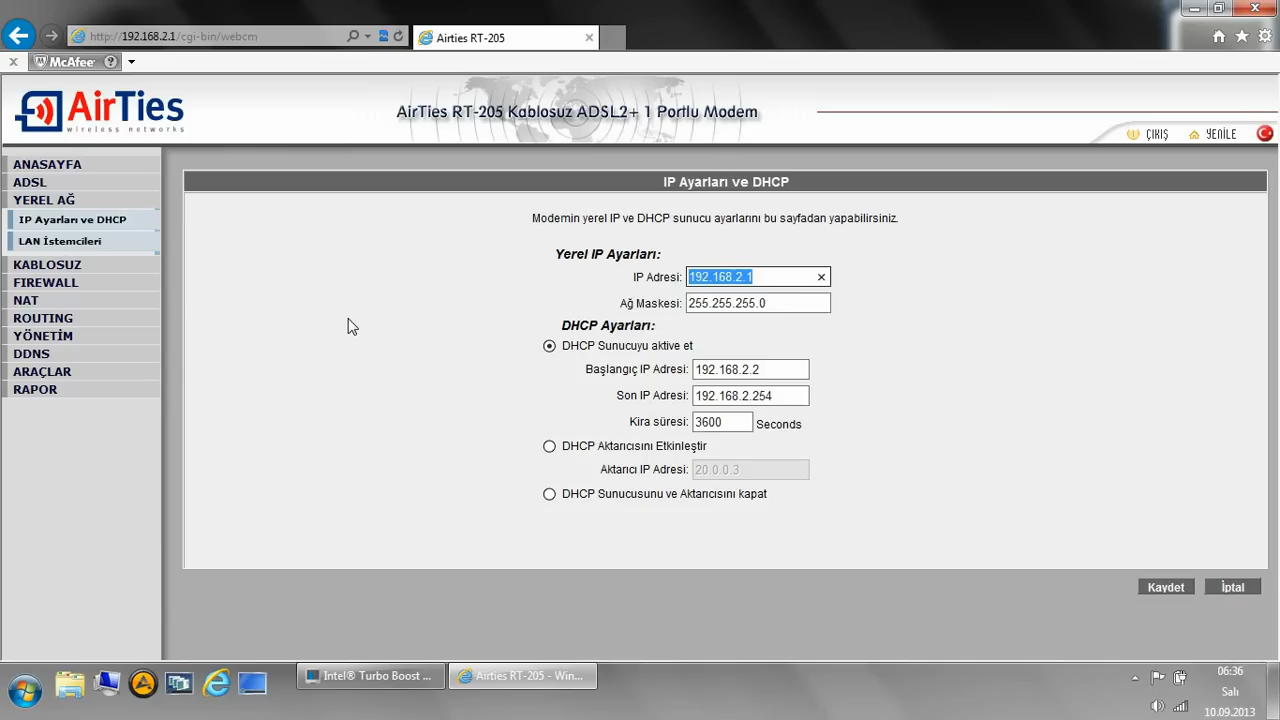 http://192.168.2.1/cgi-bin/webcm
Airties RT-205
McAfee
AirTies
wireless networks
AirTies RT-205 Kablosuz ADSL2+ 1 Portlu Modem
ÇIKIŞ
YENİLE
ANASAYFA
ADSL
YEREL AĞ
IP Ayarları ve DHCP
LAN İstemcileri
KABLOSUZ
FIREWALL
NAT
ROUTING
YÖNETİM
DDNS
ARAÇLAR
RAPOR
IP Ayarları ve DHCP
Modemin yerel IP ve DHCP sunucu ayarlarını bu sayfadan yapabilirsiniz.
Yerel IP Ayarları:
IP Adresi: 192.168.2.1
Ağ Maskesi: 255.255.255.0
DHCP Ayarları:
DHCP Sunucuyu aktive et
Başlangıç IP Adresi: 192.168.2.2
Son IP Adresi: 192.168.2.254
Kira süresi: 3600 Seconds
DHCP Aktarıcısını Etkinleştir
Aktarıcı IP Adresi: 20.0.0.3
DHCP Sunucusunu ve Aktarıcısını kapat
Kaydet
İptal
Intel® Turbo Boost ...
Airties RT-205 - Win...
06:36
Salı
10.09.2013